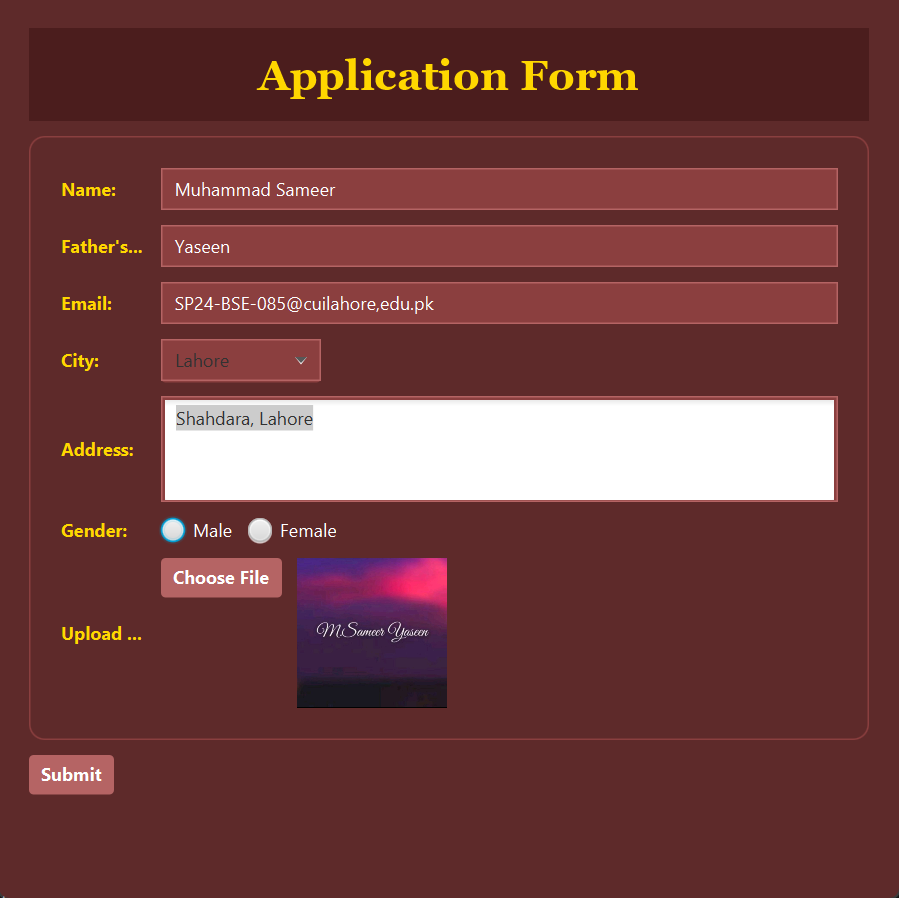 Application Form
Name: Muhammad Sameer
Father's... Yaseen
Email: SP24-BSE-085@cuilahore,edu.pk
City: Lahore
Address: Shahdara, Lahore
Gender: Male Female
Choose File
Upload ...
M.Sameer Yaseen
Submit